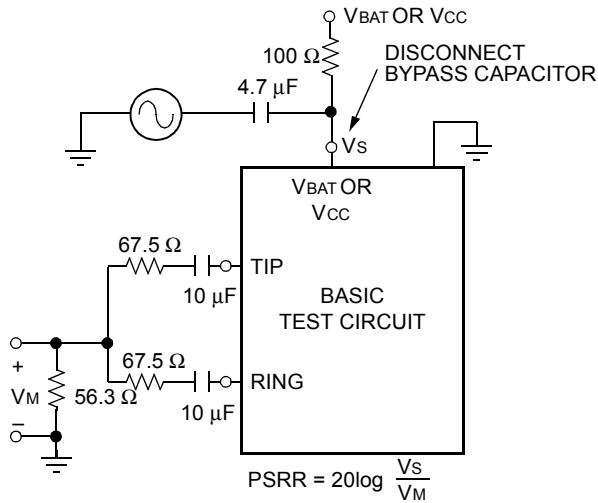 VBAT OR VCC
100 Ω
DISCONNECT
BYPASS CAPACITOR
4.7 μF
VS
VBAT OR
VCC
67.5 Ω
TIP
10 μF
BASIC
TEST CIRCUIT
67.5 Ω
+
RING
VM
56.3 Ω
10 μF
–
PSRR = 20log VS
VM